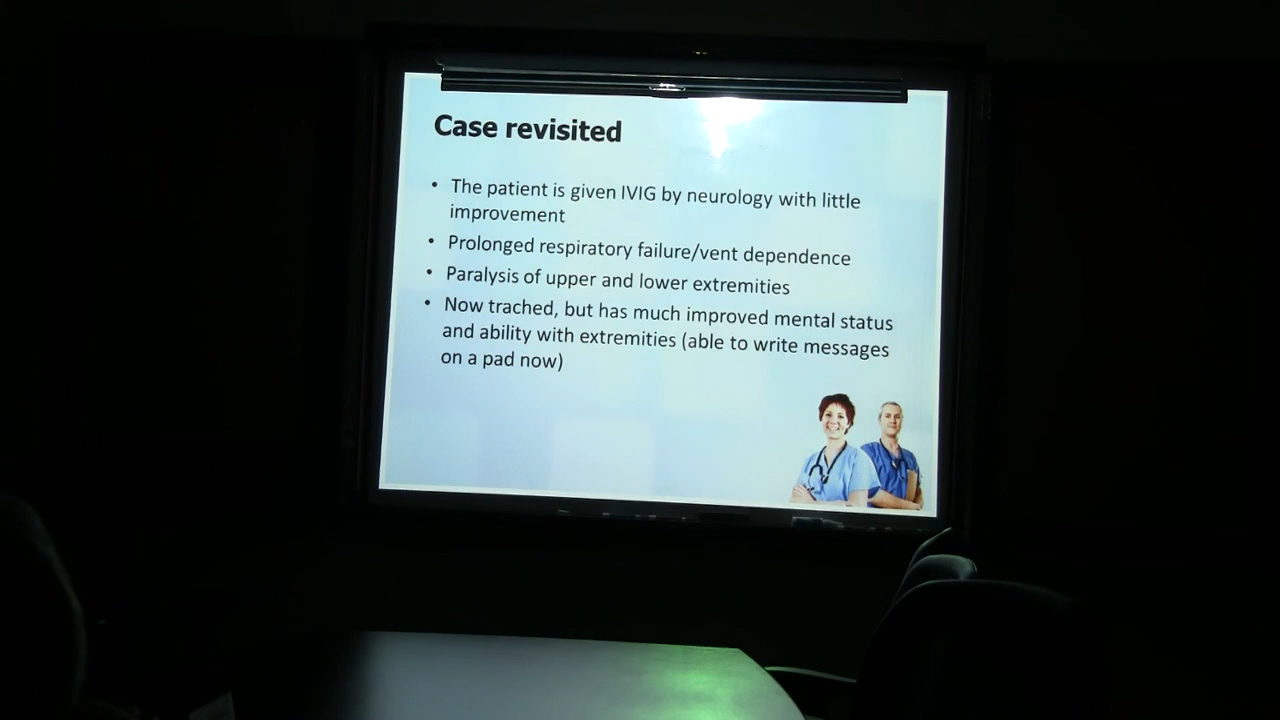 Case revisited
• The patient is given IVIG by neurology with little
improvement
• Prolonged respiratory failure/vent dependence
• Paralysis of upper and lower extremities
• Now trached, but has much improved mental status
and ability with extremities (able to write messages
on a pad now)